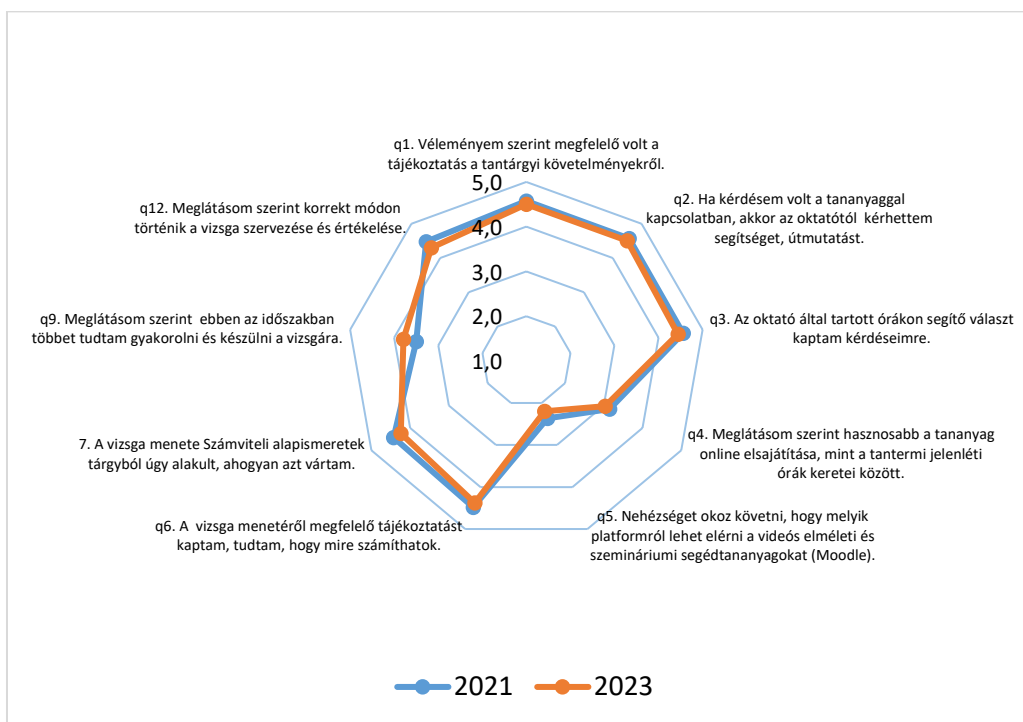 q1. Véleményem szerint megfelelő volt a
tájékoztatás a tantárgyi követelményekről.
5,0
4,0
3,0
2,0
1,0
q2. Ha kérdésem volt a tananyaggal
kapcsolatban, akkor az oktatótól kérhettem
segítséget, útmutatást.
q3. Az oktató által tartott órákon segítő választ
kaptam kérdéseimre.
q4. Meglátásom szerint hasznosabb a tananyag
online elsajátítása, mint a tantermi jelenléti
órák keretei között.
q5. Nehézséget okoz követni, hogy melyik
platformról lehet elérni a videós elméleti és
szemináriumi segédtananyagokat (Moodle).
q6. A vizsga menetéről megfelelő tájékoztatást
kaptam, tudtam, hogy mire számíthatok.
7. A vizsga menete Számviteli alapismeretek
tárgyból úgy alakult, ahogyan azt vártam.
q9. Meglátásom szerint ebben az időszakban
többet tudtam gyakorolni és készülni a vizsgára.
q12. Meglátásom szerint korrekt módon
történik a vizsga szervezése és értékelése.
2021
2023